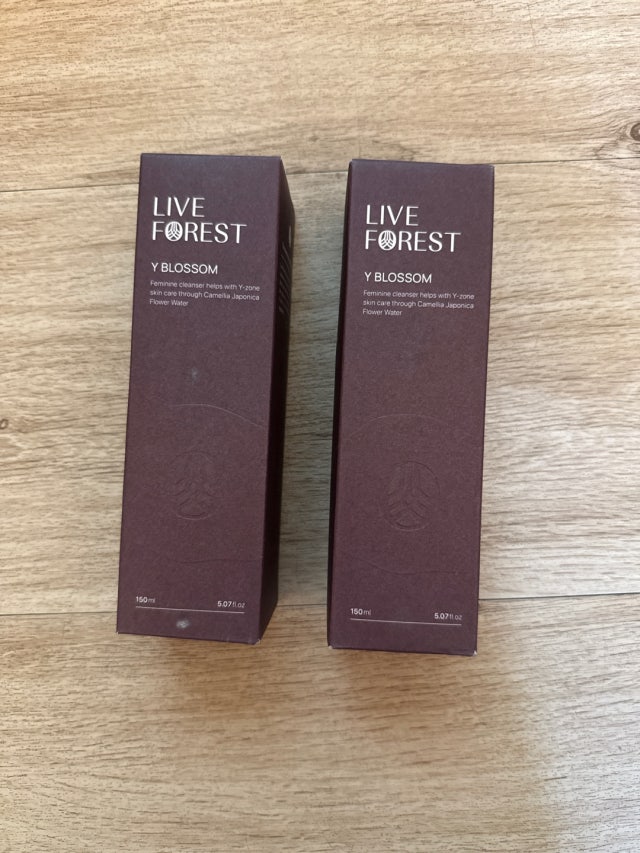 LIVE
FOREST
Y BLOSSOM
Feminine cleanser helps with Y-zone
skin care through Camellia Japonica
Flower Water
150 ml
5.07 fl.oz
LIVE
FOREST
Y BLOSSOM
Feminine cleanser helps with Y-zone
skin care through Camellia Japonica
Flower Water
150 ml
5.07 fl.oz